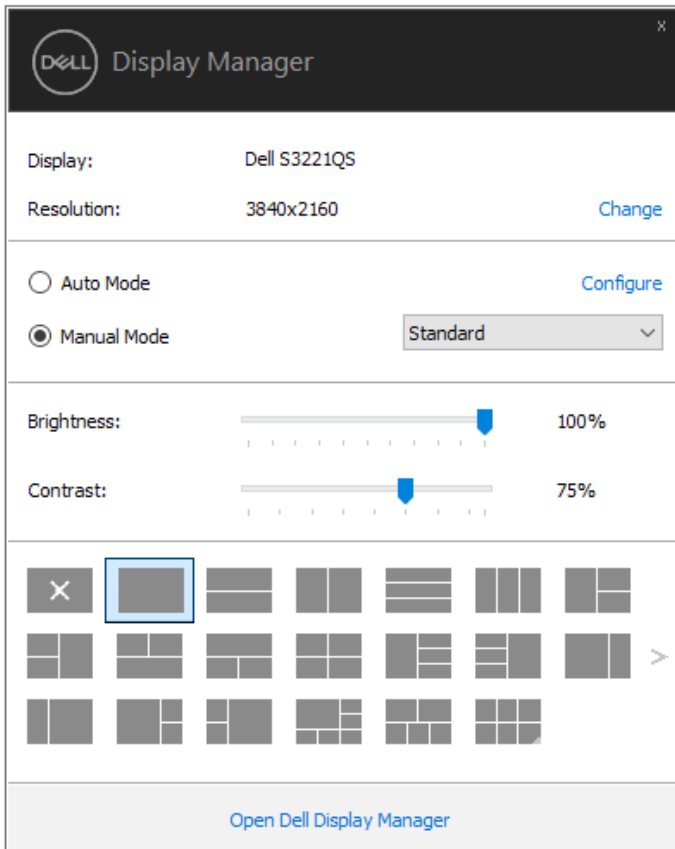 x
DELL Display Manager
Display: Dell S3221QS
Resolution: 3840x2160 Change
Auto Mode Configure
Manual Mode Standard
Brightness: 100%
Contrast: 75%
Open Dell Display Manager